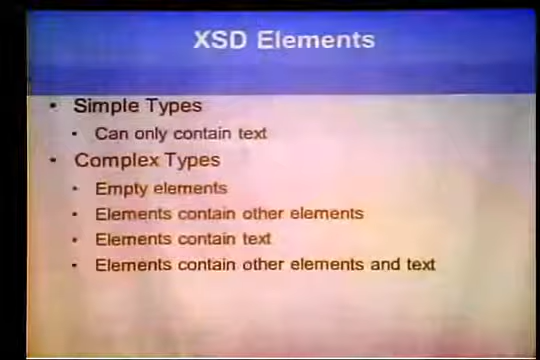 XSD Elements
• Simple Types
• Can only contain text
• Complex Types
• Empty elements
• Elements contain other elements
• Elements contain text
• Elements contain other elements and text